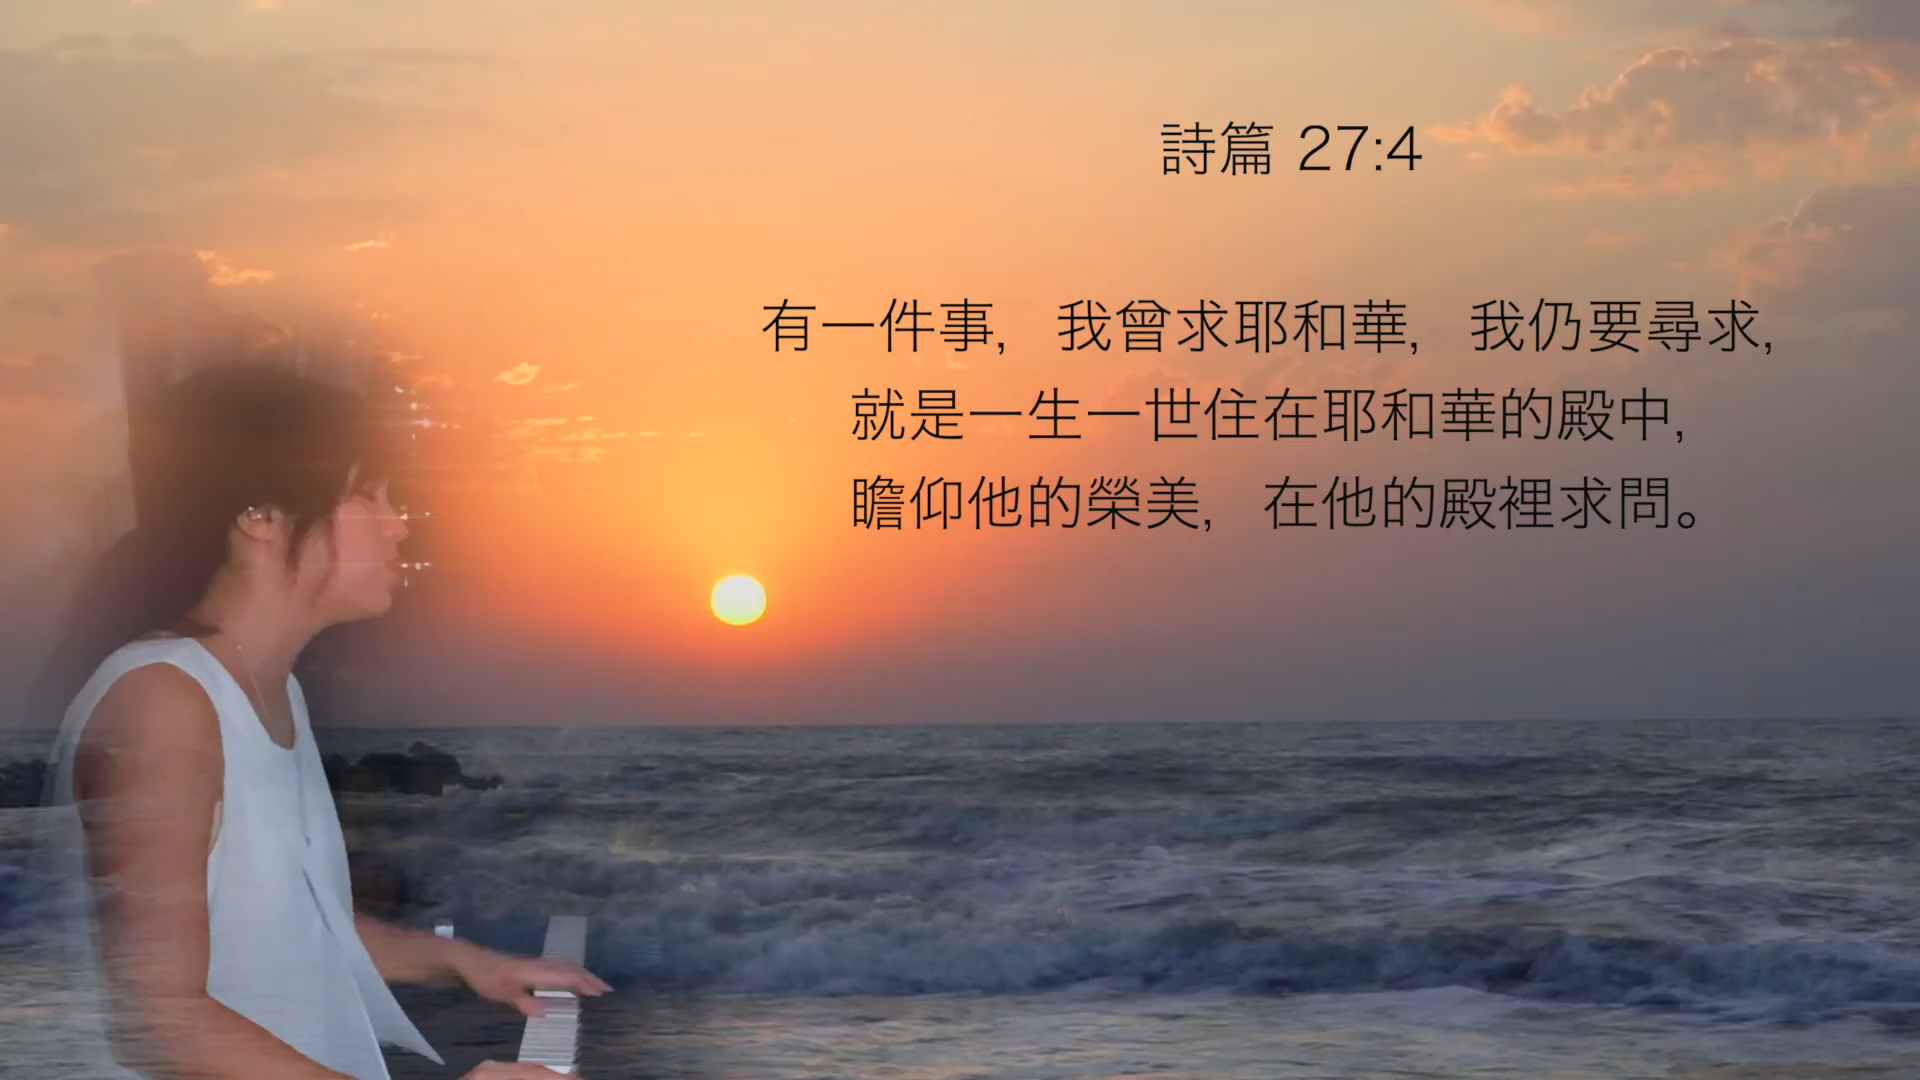 詩篇 27:4
有一件事, 我曾求耶和華, 我仍要尋求,
就是一生一世住在耶和華的殿中,
瞻仰他的榮美, 在他的殿裡求問。